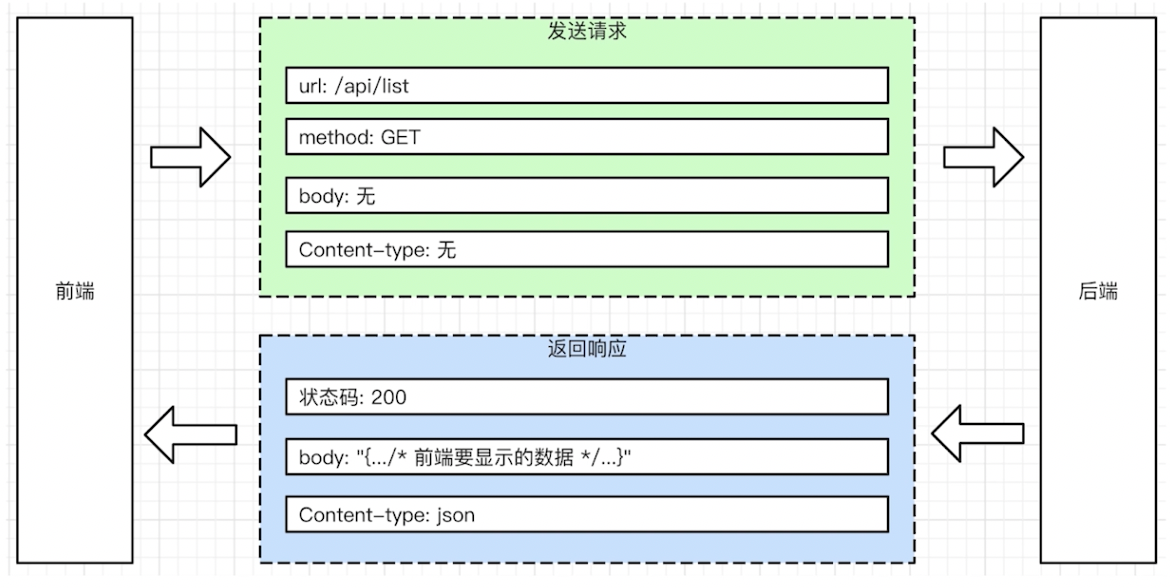 前端
发送请求
url: /api/list
method: GET
body: 无
Content-type: 无
返回响应
状态码: 200
body: "{.../* 前端要显示的数据 */...}"
Content-type: json
后端